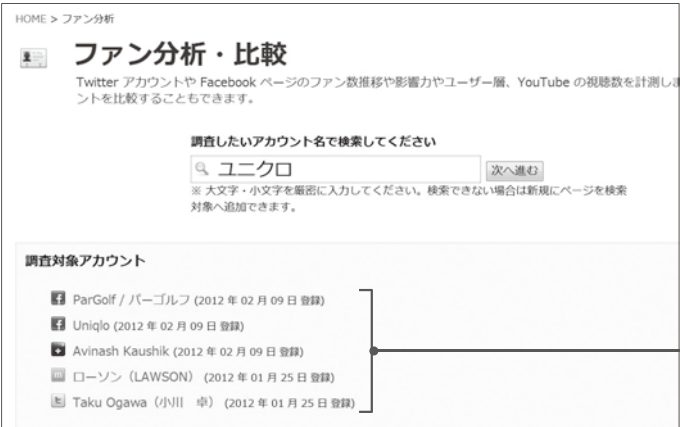 HOME > ファン分析
ファン分析・比較
Twitter アカウントや Facebook ページのファン数推移や影響力やユーザー層、YouTube の視聴数を計測しま
ントを比較することもできます。
調査したいアカウント名で検索してください
ユニクロ 次へ進む
※ 大文字・小文字を厳密に入力してください。検索できない場合は新規にページを検索
対象へ追加できます。
調査対象アカウント
ParGolf / パーゴルフ (2012 年 02 月 09 日 登録)
Uniqlo (2012 年 02 月 09 日 登録)
Avinash Kaushik (2012 年 02 月 09 日 登録)
ローソン（LAWSON） (2012 年 01 月 25 日 登録)
Taku Ogawa（小川　卓） (2012 年 01 月 25 日 登録)